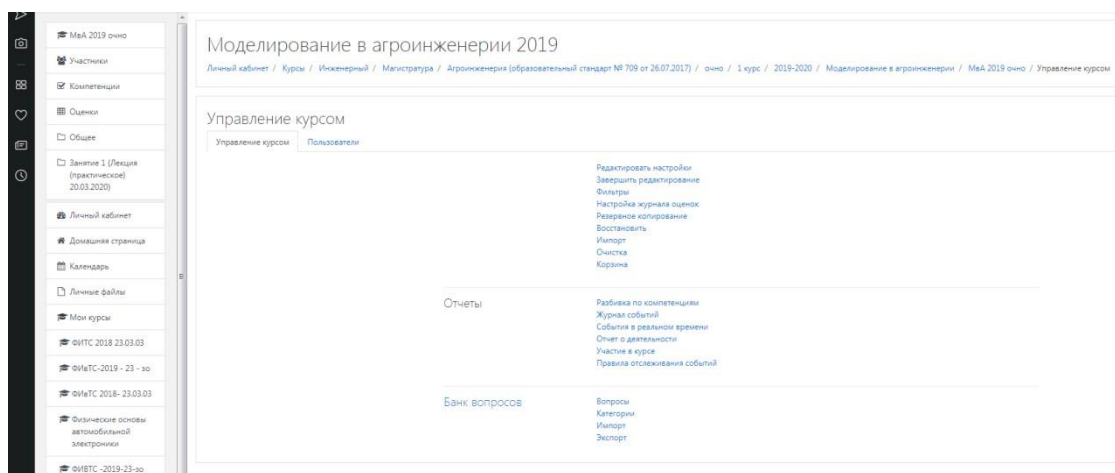 МвА 2019 очно
Участники
Компетенции
Оценки
Общее
Занятие 1 (Лекция
(практическое)
20.03.2020)
Личный кабинет
Домашняя страница
Календарь
Личные файлы
Мои курсы
ФИТС 2018 23.03.03
ФИвТС-2019 - 23 - зо
ФИвТС 2018- 23.03.03
Физические основы
автомобильной
электроники
ФИВТС -2019-23-зо
Моделирование в агроинженерии 2019
Личный кабинет / Курсы / Инженерный / Магистратура / Агроинженерия (образовательный стандарт № 709 от 26.07.2017) / очно / 1 курс / 2019-2020 / Моделирование в агроинженерии / МвА 2019 очно / Управление курсом
Управление курсом
Управление курсом Пользователи
Редактировать настройки
Завершить редактирование
Фильтры
Настройка журнала оценок
Резервное копирование
Восстановить
Импорт
Очистка
Корзина
Отчеты
Разбивка по компетенциям
Журнал событий
События в реальном времени
Отчет о деятельности
Участие в курсе
Правила отслеживания событий
Банк вопросов
Вопросы
Категории
Импорт
Экспорт